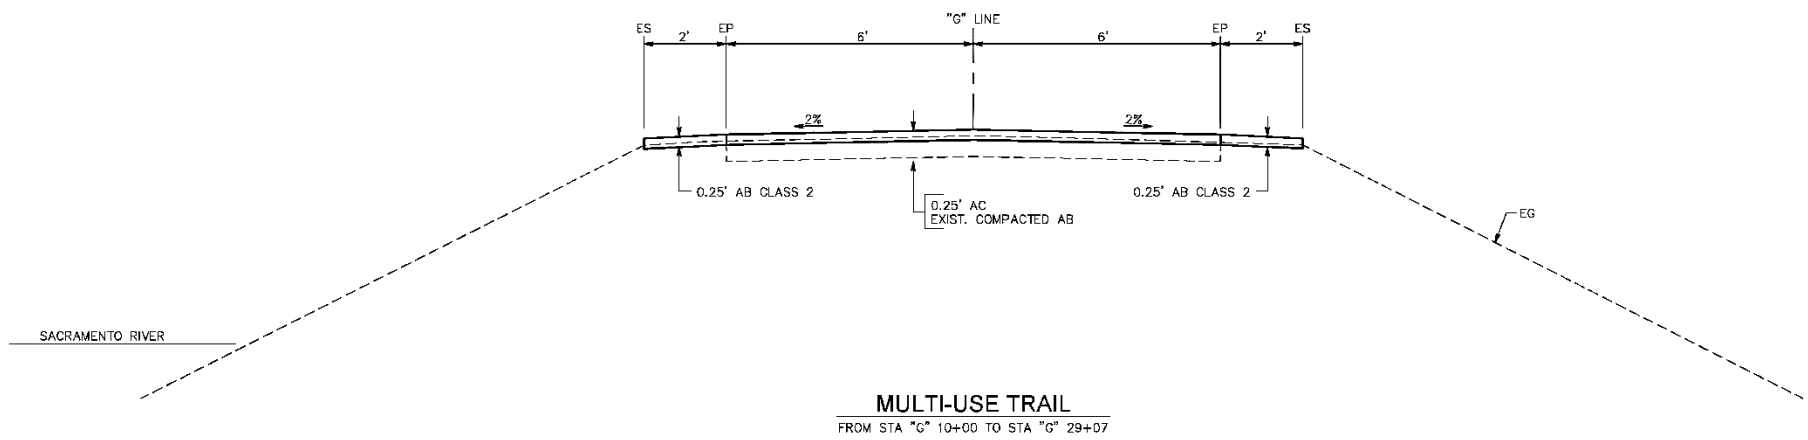 "G" LINE
ES EP EP ES
2' 6' 6' 2'
2% 2%
0.25' AB CLASS 2
0.25' AB CLASS 2
0.25' AC
EXIST. COMPACTED AB
EG
SACRAMENTO RIVER
MULTI-USE TRAIL
FROM STA "G" 10+00 TO STA "G" 29+07